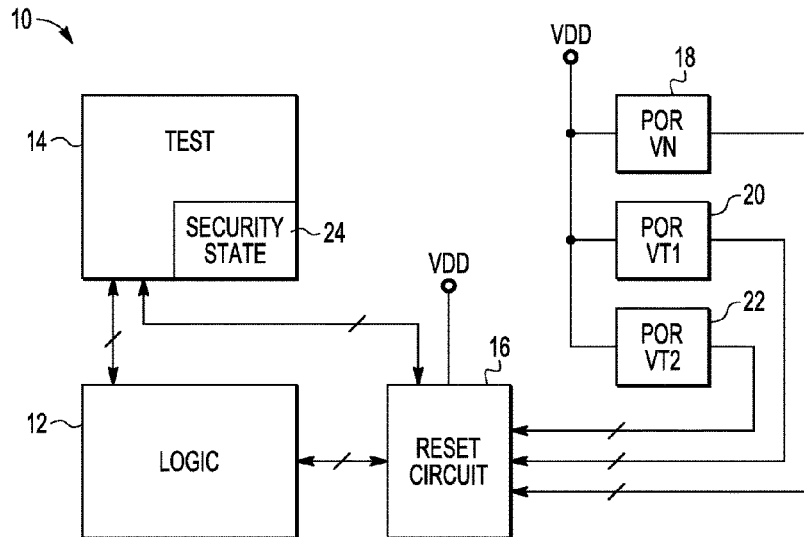 10
VDD
18
POR
VN
14
TEST
SECURITY
STATE
24
20
POR
VT1
VDD
22
POR
VT2
16
12
LOGIC
RESET
CIRCUIT